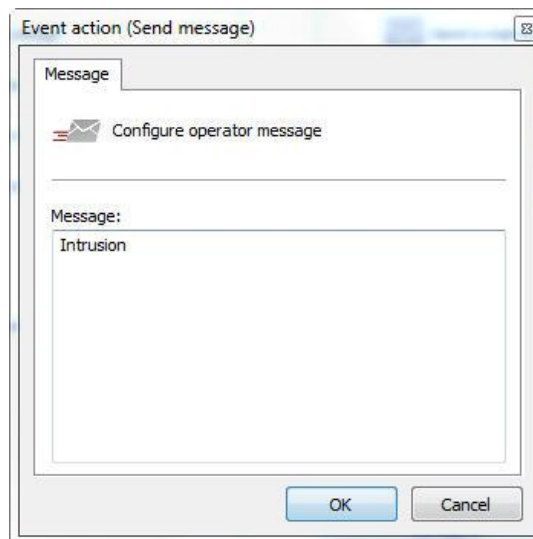 Event action (Send message)
Message
Configure operator message
Message:
Intrusion
OK
Cancel